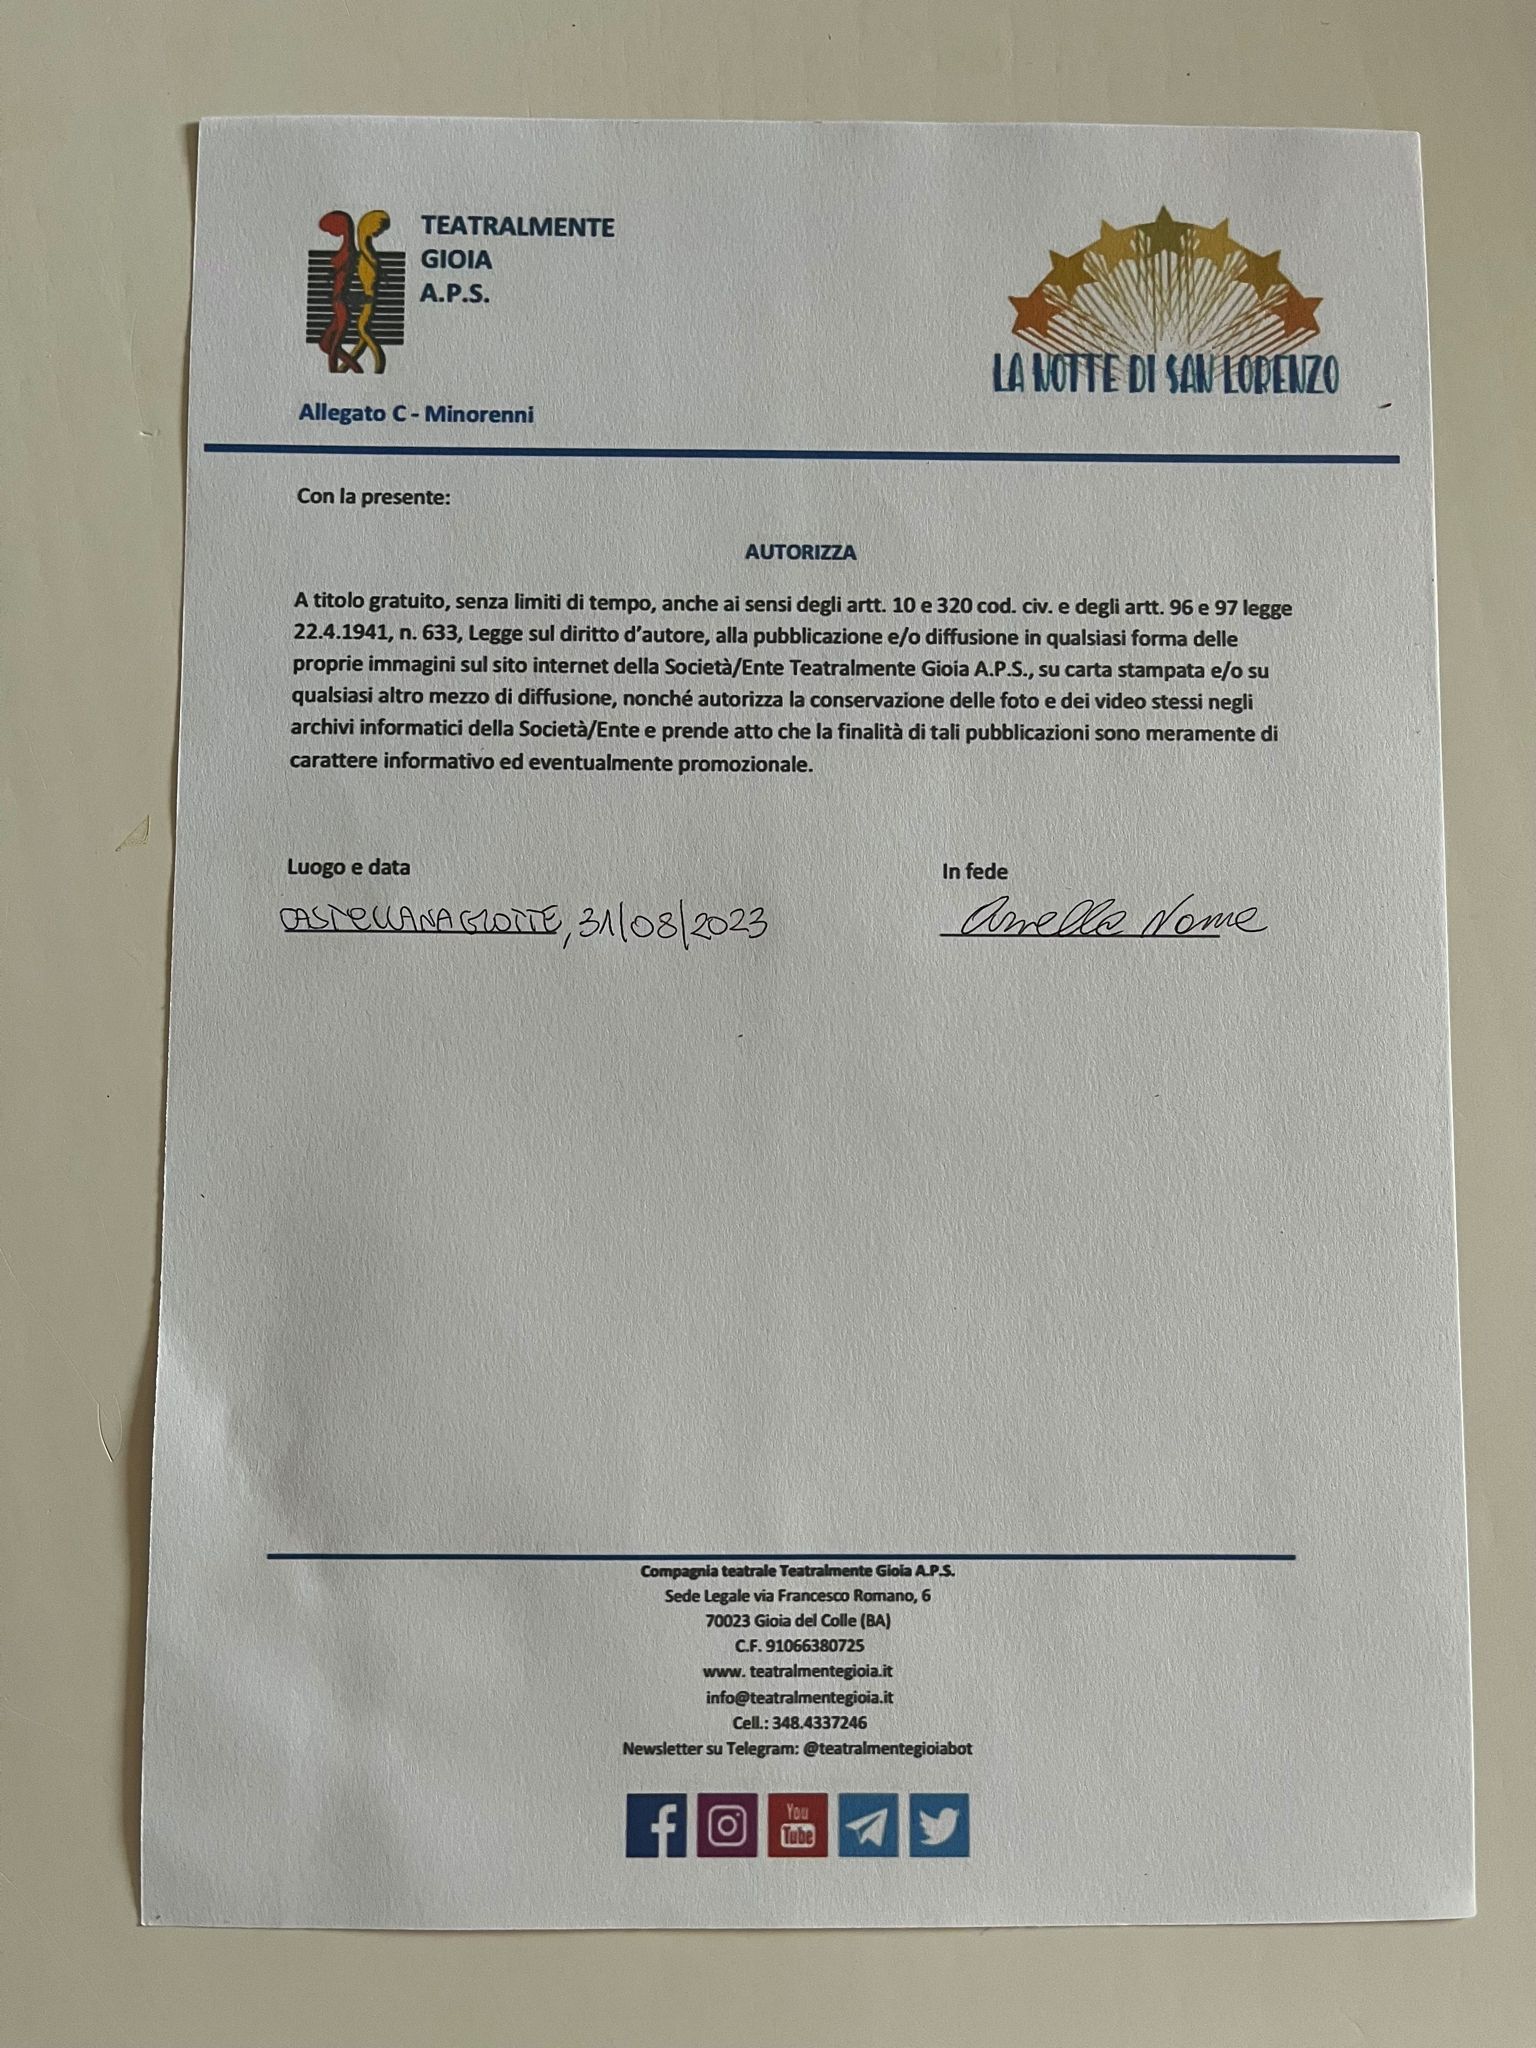 TEATRALMENTE
GIOIA
A.P.S.
LA NOTTE DI SAN LORENZO
Allegato C - Minorenni
Con la presente:
AUTORIZZA
A titolo gratuito, senza limiti di tempo, anche ai sensi degli artt. 10 e 320 cod. civ. e degli artt. 96 e 97 legge
22.4.1941, n. 633, Legge sul diritto d'autore, alla pubblicazione e/o diffusione in qualsiasi forma delle
proprie immagini sul sito internet della Società/Ente Teatralmente Gioia A.P.S., su carta stampata e/o su
qualsiasi altro mezzo di diffusione, nonché autorizza la conservazione delle foto e dei video stessi negli
archivi informatici della Società/Ente e prende atto che la finalità di tali pubblicazioni sono meramente di
carattere informativo ed eventualmente promozionale.
Luogo e data
In fede
CASTELLANA GROTTE, 31/08/2023
Compagnia teatrale Teatralmente Gioia A.P.S.
Sede Legale via Francesco Romano, 6
70023 Gioia del Colle (BA)
C.F. 91066380725
www. teatralmentegioia.it
info@teatralmentegioia.it
Cell.: 348.4337246
Newsletter su Telegram: @teatralmentegioiabot
You
Tube